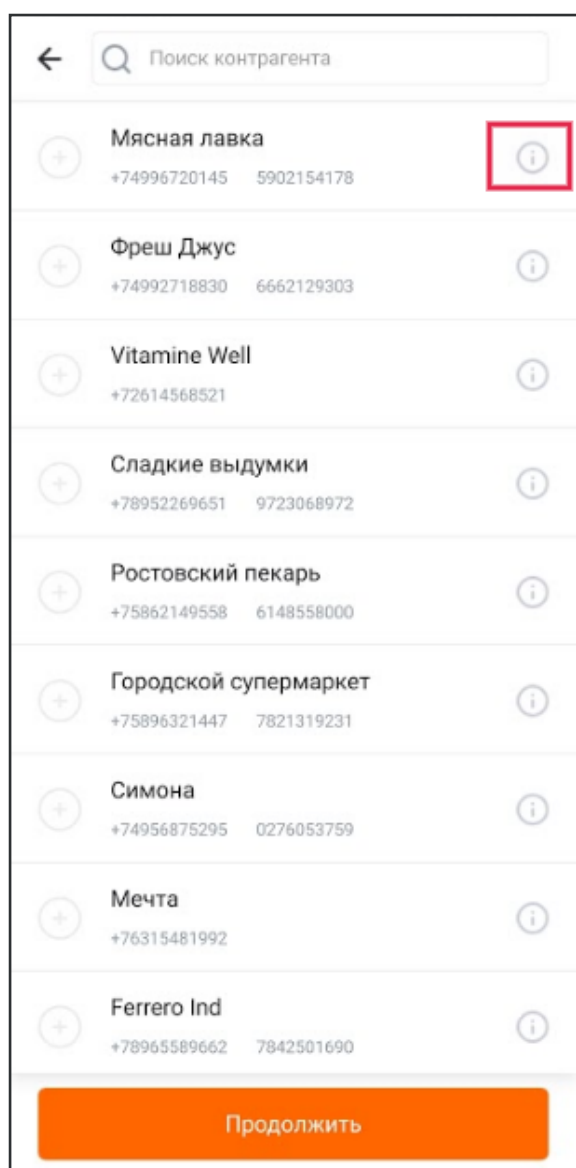 Поиск контрагента
Мясная лавка
+74996720145 5902154178
Фреш Джус
+74992718830 6662129303
Vitamine Well
+72614568521
Сладкие выдумки
+78952269651 9723068972
Ростовский пекарь
+75862149558 6148558000
Городской супермаркет
+75896321447 7821319231
Симона
+74956875295 0276053759
Мечта
+76315481992
Ferrero Ind
+78965589662 7842501690
Продолжить